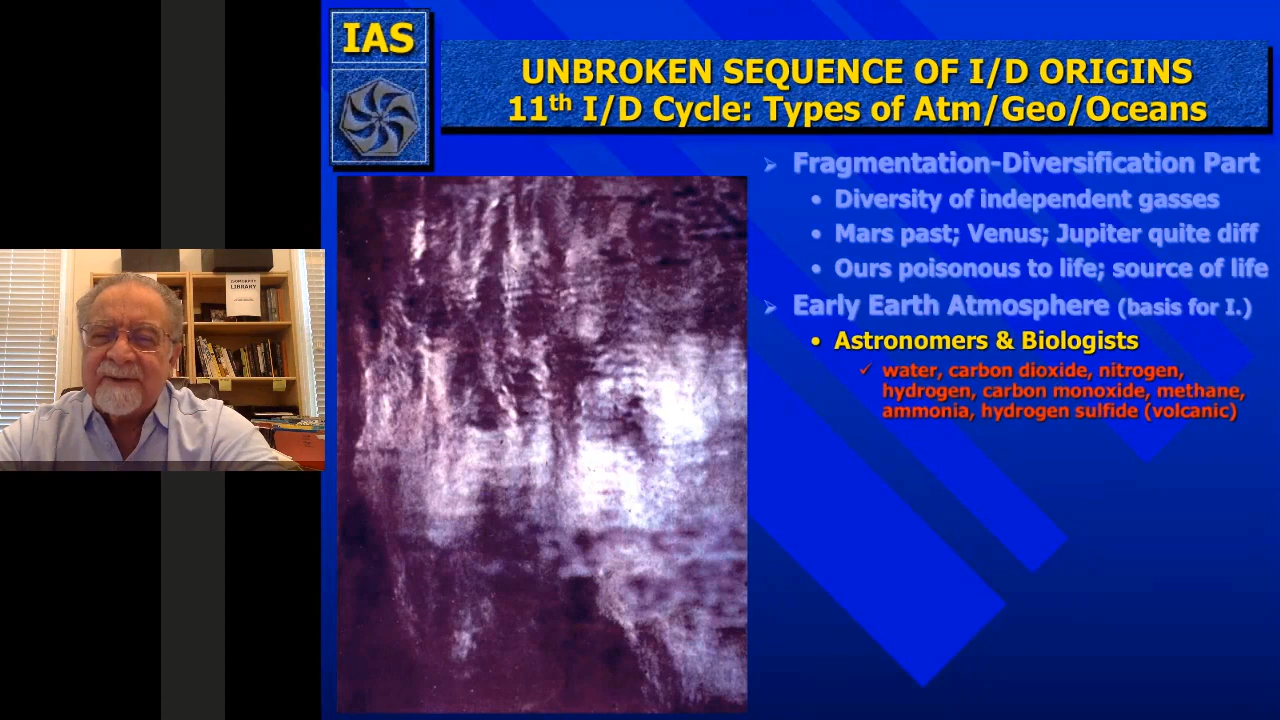 IAS
UNBROKEN SEQUENCE OF I/D ORIGINS
11th I/D Cycle: Types of Atm/Geo/Oceans
Fragmentation-Diversification Part
• Diversity of independent gasses
• Mars past; Venus; Jupiter quite diff
• Ours poisonous to life; source of life
Early Earth Atmosphere (basis for I.)
• Astronomers & Biologists
✓ water, carbon dioxide, nitrogen,
hydrogen, carbon monoxide, methane,
ammonia, hydrogen sulfide (volcanic)
LIBRARY